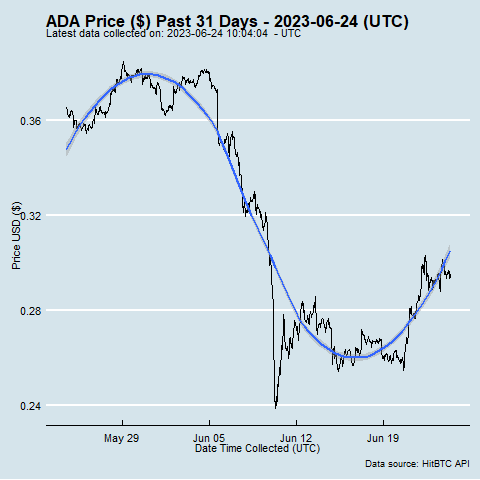 ADA Price ($) Past 31 Days - 2023-06-24 (UTC)
Latest data collected on: 2023-06-24 10:04:04 - UTC
Price USD ($)
0.36
0.32
0.28
0.24
May 29 Jun 05 Jun 12 Jun 19
Date Time Collected (UTC)
Data source: HitBTC API